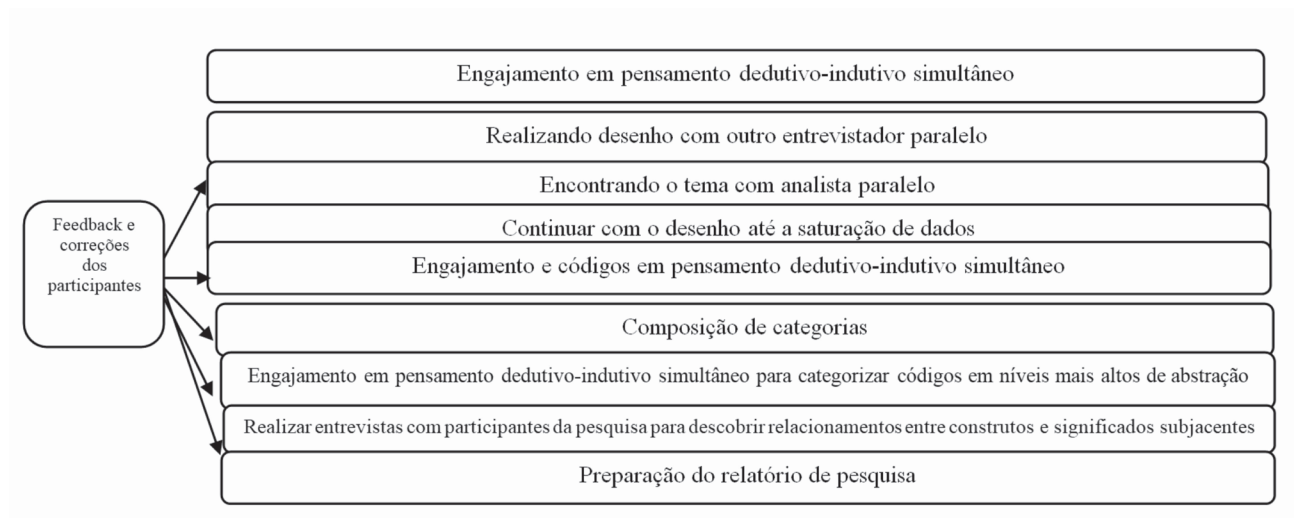 Engajamento em pensamento dedutivo-indutivo simultâneo
Realizando desenho com outro entrevistador paralelo
Encontrando o tema com analista paralelo
Continuar com o desenho até a saturação de dados
Engajamento e códigos em pensamento dedutivo-indutivo simultâneo
Composição de categorias
Engajamento em pensamento dedutivo-indutivo simultâneo para categorizar códigos em níveis mais altos de abstração
Realizar entrevistas com participantes da pesquisa para descobrir relacionamentos entre construtos e significados subjacentes
Preparação do relatório de pesquisa
Feedback e
correções
dos
participantes